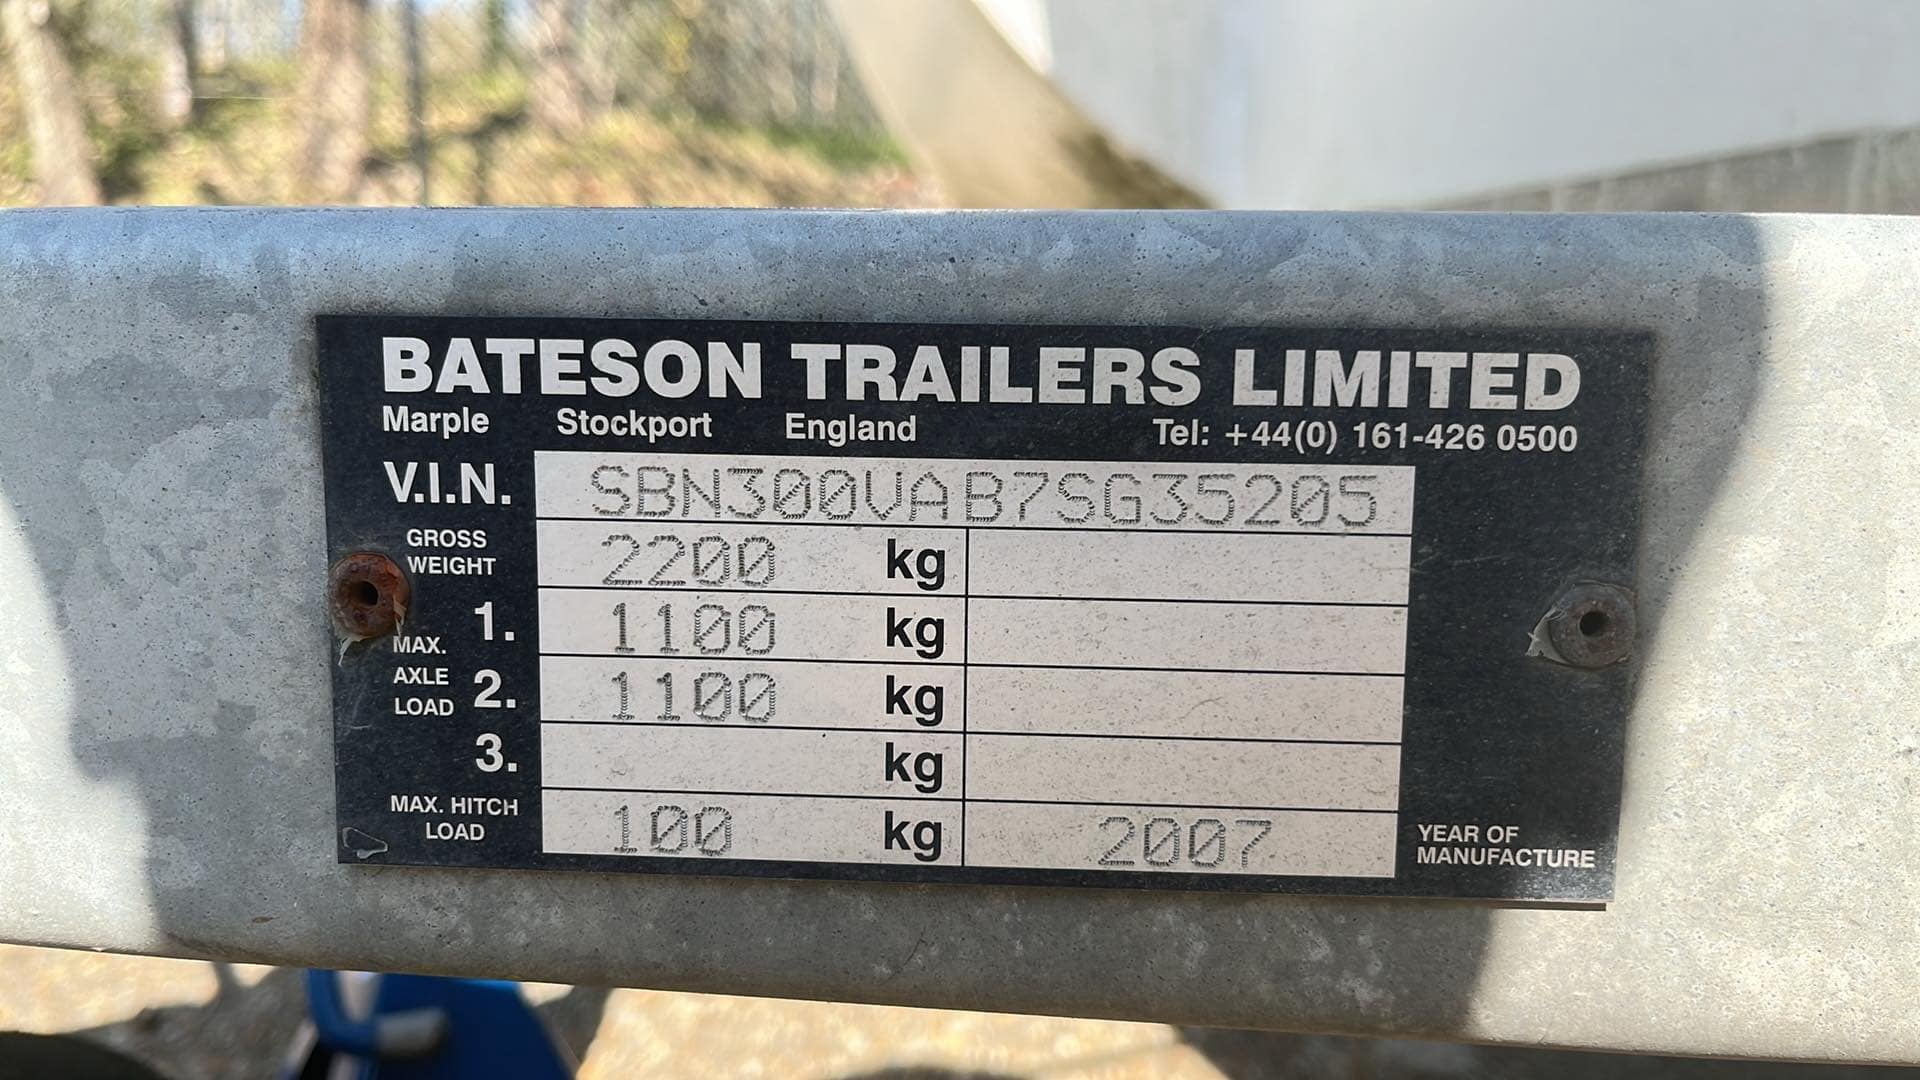 BATESON TRAILERS LIMITED
Marple Stockport England Tel: +44(0) 161-426 0500
V.I.N. SBN300VAB7SG35205
GROSS WEIGHT 2200 kg
MAX. AXLE LOAD 1. 1100 kg
2. 1100 kg
3. kg
MAX. HITCH LOAD 100 kg 2007 YEAR OF MANUFACTURE